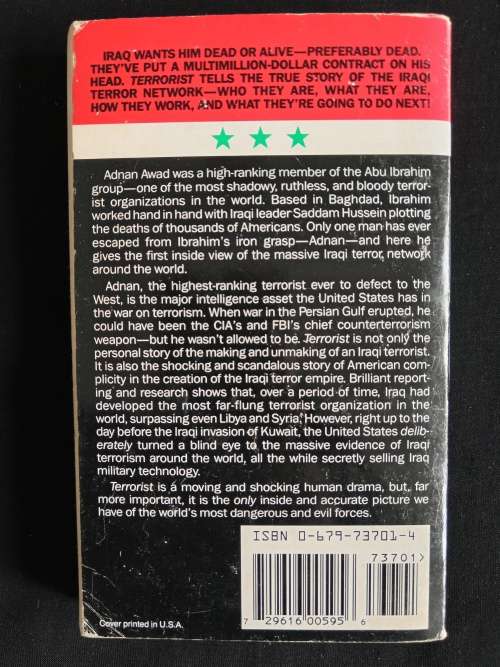 IRAQ WANTS HIM DEAD OR ALIVE—PREFERABLY DEAD.
THEY'VE PUT A MULTIMILLION-DOLLAR CONTRACT ON HIS
HEAD. TERRORIST TELLS THE TRUE STORY OF THE IRAQI
TERROR NETWORK—WHO THEY ARE, WHAT THEY ARE,
HOW THEY WORK, AND WHAT THEY'RE GOING TO DO NEXT!
Adnan Awad was a high-ranking member of the Abu Ibrahim
group—one of the most shadowy, ruthless, and bloody terror-
ist organizations in the world. Based in Baghdad, Ibrahim
worked hand in hand with Iraqi leader Saddam Hussein plotting
the deaths of thousands of Americans. Only one man has ever
escaped from Ibrahim's iron grasp—Adnan—and here he
gives the first inside view of the massive Iraqi terror network
around the world.
Adnan, the highest-ranking terrorist ever to defect to the
West, is the major intelligence asset the United States has in
the war on terrorism. When war in the Persian Gulf erupted, he
could have been the CIA's and FBI's chief counterterrorism
weapon—but he wasn't allowed to be. Terrorist is not only the
personal story of the making and unmaking of an Iraqi terrorist.
It is also the shocking and scandalous story of American com-
plicity in the creation of the Iraqi terror empire. Brilliant report-
ing and research shows that, over a period of time, Iraq had
developed the most far-flung terrorist organization in the
world, surpassing even Libya and Syria. However, right up to the
day before the Iraqi invasion of Kuwait, the United States delib-
erately turned a blind eye to the massive evidence of Iraqi
terrorism around the world, all the while secretly selling Iraq
military technology.
Terrorist is a moving and shocking human drama, but, far
more important, it is the only inside and accurate picture we
have of the world's most dangerous and evil forces.
ISBN 0-679-73701-4
73701>
7 29616 00595 6
Cover printed in U.S.A.